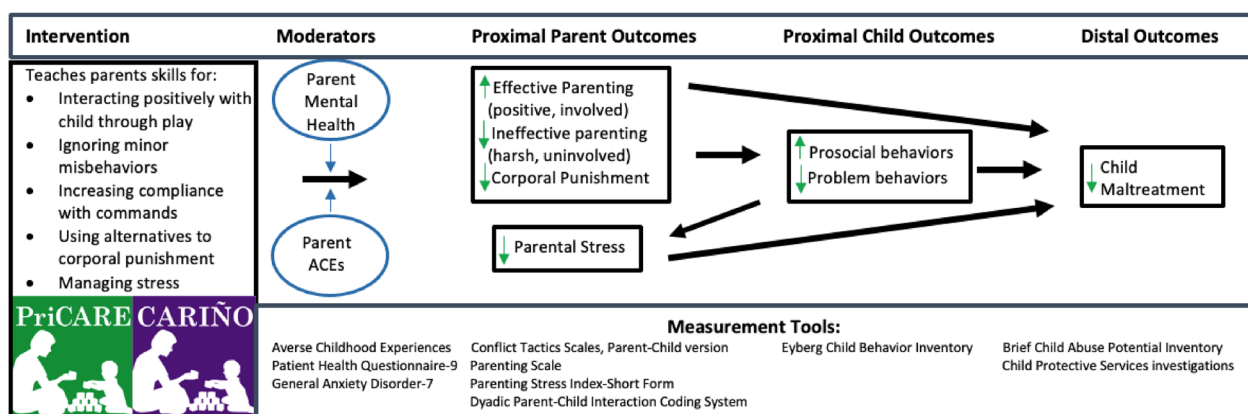 Intervention
Moderators
Proximal Parent Outcomes
Proximal Child Outcomes
Distal Outcomes
Teaches parents skills for:
• Interacting positively with
child through play
• Ignoring minor
misbehaviors
• Increasing compliance
with commands
• Using alternatives to
corporal punishment
• Managing stress
PriCARE
CARIÑO
Parent
Mental
Health
Parent
ACEs
Effective Parenting
(positive, involved)
Ineffective parenting
(harsh, uninvolved)
Corporal Punishment
Parental Stress
Prosocial behaviors
Problem behaviors
Child
Maltreatment
Measurement Tools:
Averse Childhood Experiences
Patient Health Questionnaire-9
General Anxiety Disorder-7
Conflict Tactics Scales, Parent-Child version
Parenting Scale
Parenting Stress Index-Short Form
Dyadic Parent-Child Interaction Coding System
Eyberg Child Behavior Inventory
Brief Child Abuse Potential Inventory
Child Protective Services investigations